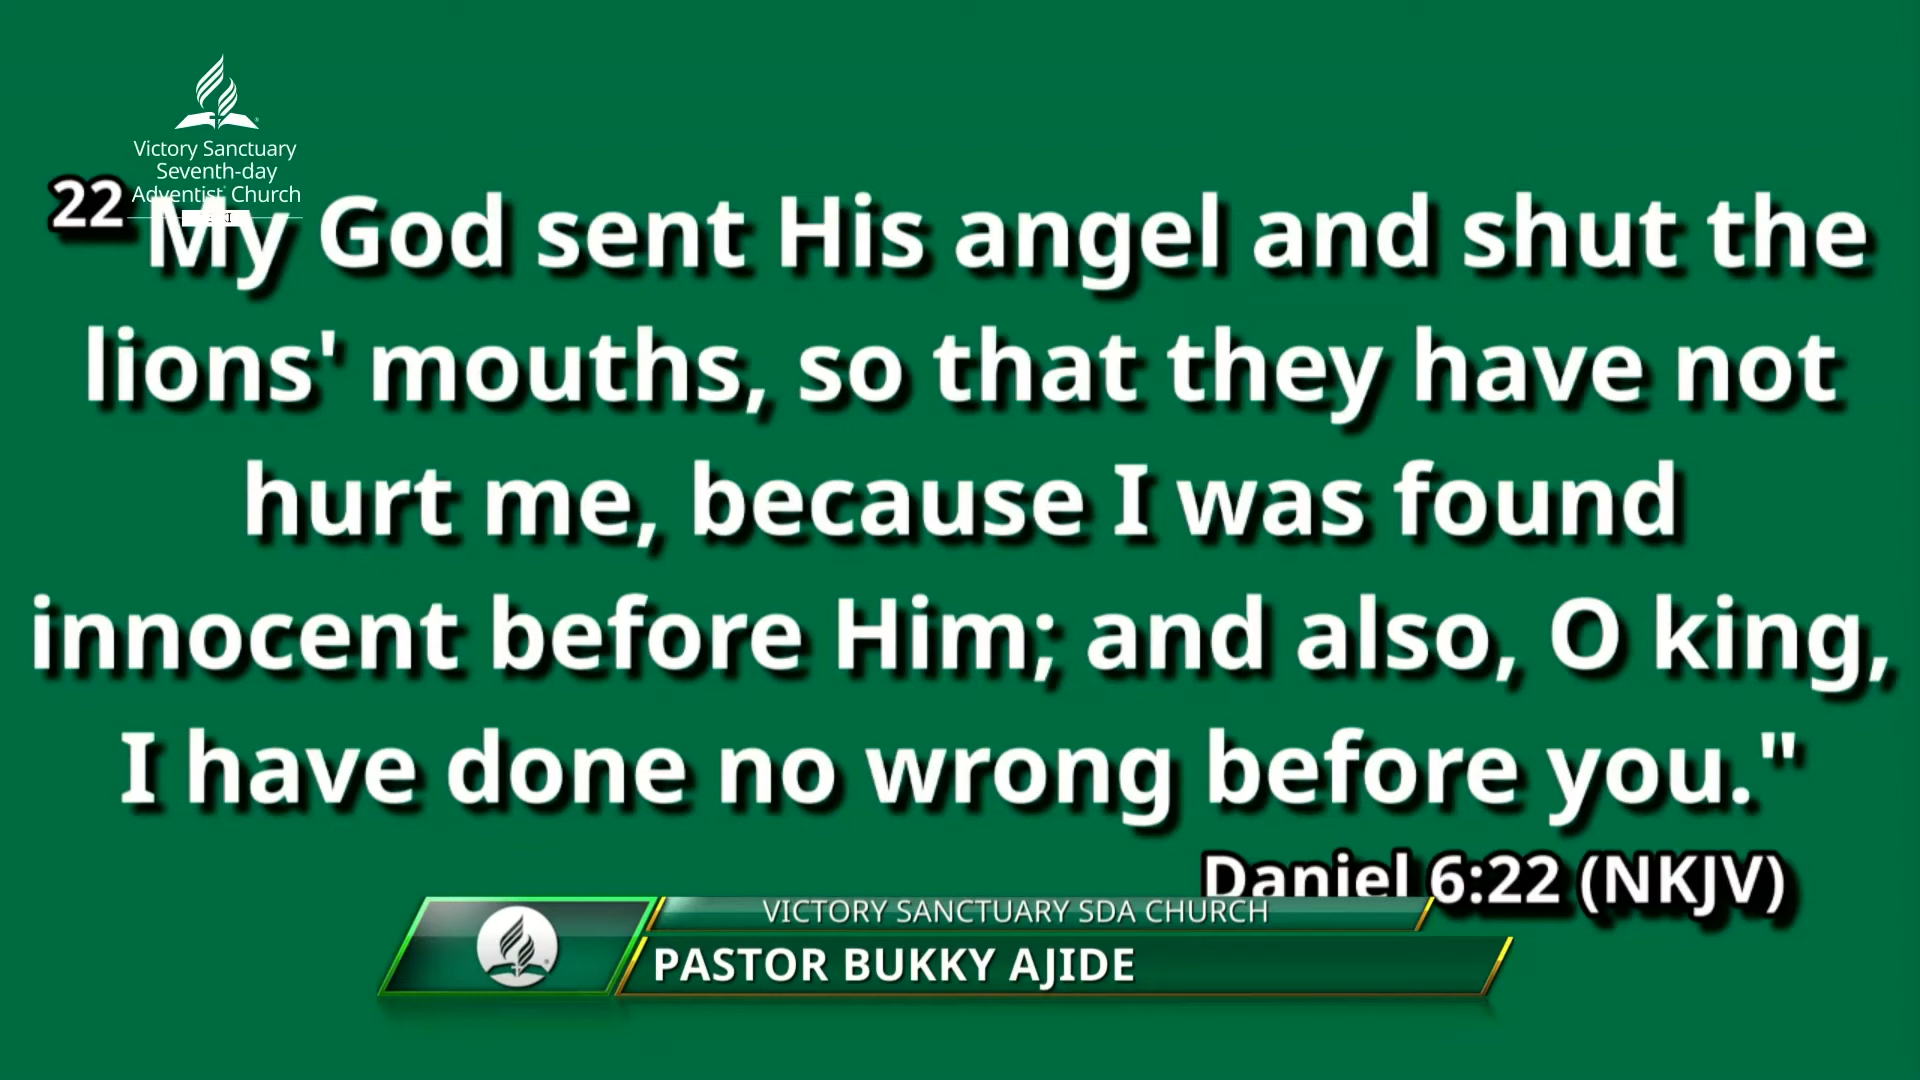 Victory Sanctuary
Seventh-day
Adventist Church
22 My God sent His angel and shut the
lions' mouths, so that they have not
hurt me, because I was found
innocent before Him; and also, O king,
I have done no wrong before you."
Daniel 6:22 (NKJV)
VICTORY SANCTUARY SDA CHURCH
PASTOR BUKKY AJIDE